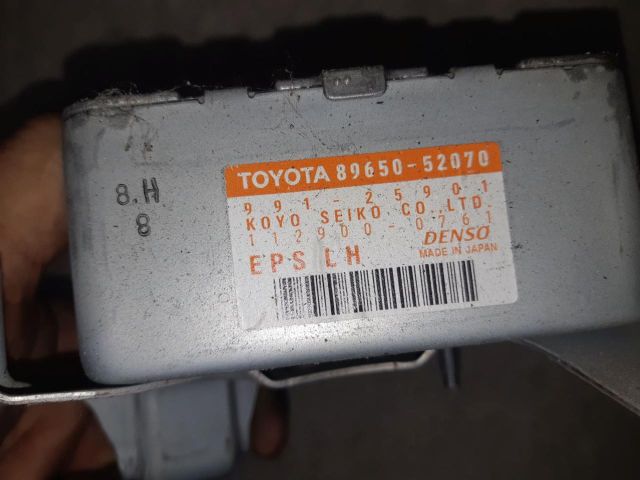 8.H
8
TOYOTA 89650-52070
991-25901
KOYO SEIKO CO.,LTD.
112900-0761
DENSO
EPS LH
MADE IN JAPAN